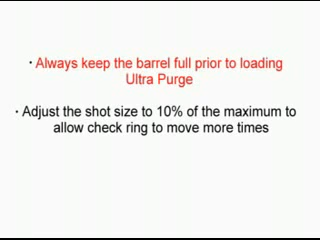 · Always keep the barrel full prior to loading
Ultra Purge
· Adjust the shot size to 10% of the maximum to
allow check ring to move more times